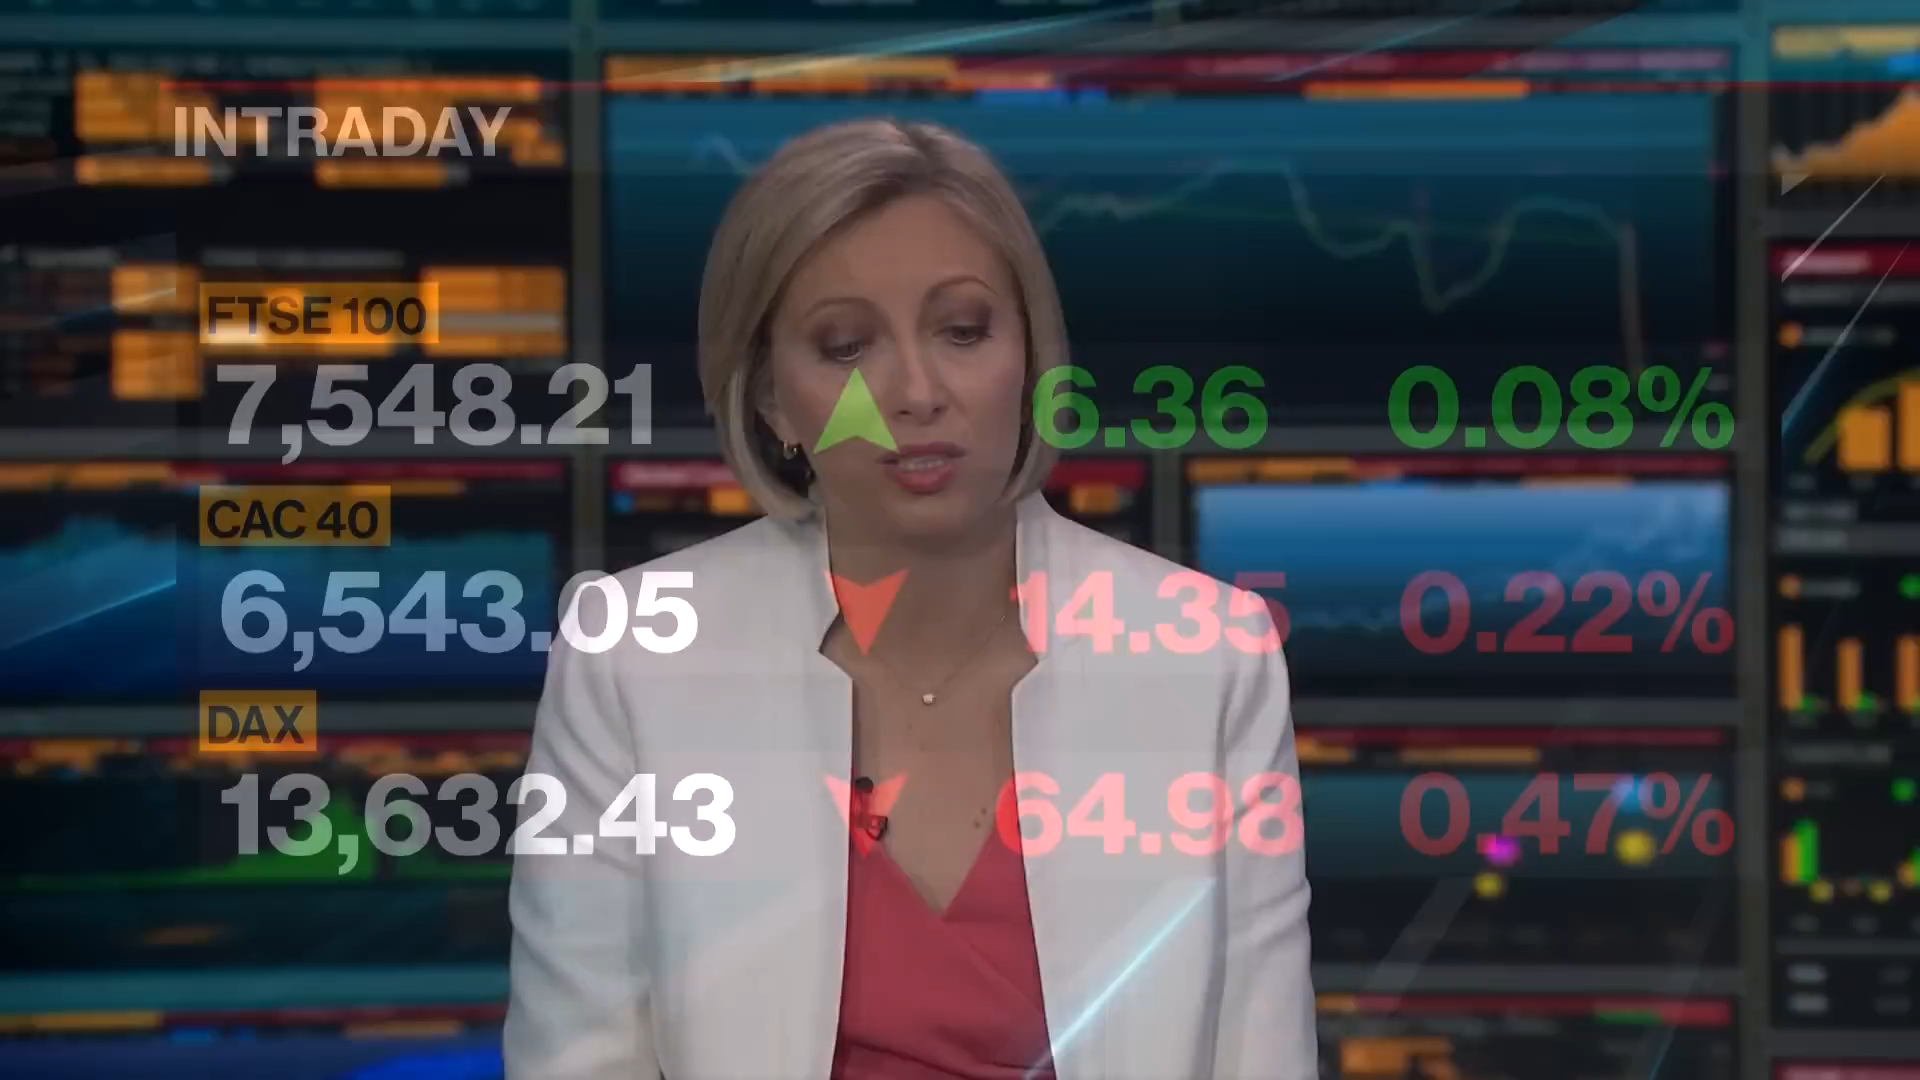 INTRADAY
FTSE 100
7,548.21 6.36 0.08%
CAC 40
6,543.05 14.35 0.22%
DAX
13,632.43 64.98 0.47%